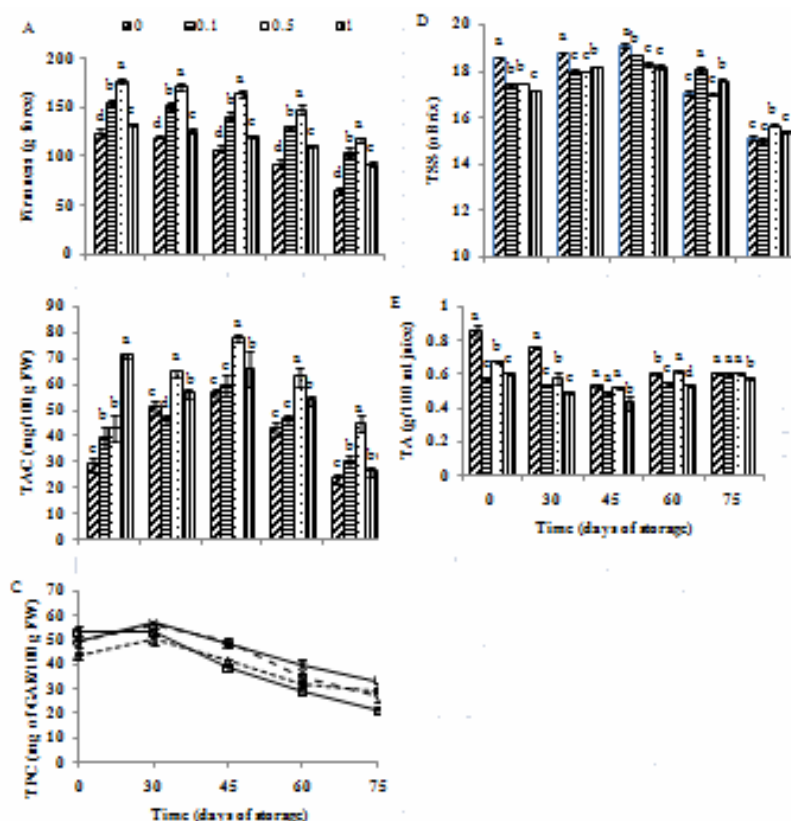 A
0 0.1 0.5 1
Firmness (g force)
200
150
100
50
0
d b a c
d b a c
d b a c
d b a c
d b a c
TAC (mg/100 g FW)
90
80
70
60
50
40
30
20
10
0
c b b a
c c a b
c c a b
c c a b
c b a
C
TPC (mg of GAE/100 g FW)
70
60
50
40
30
20
10
0
0 30 45 60 75
Time (days of storage)
D
TSS (oBrix)
20
18
16
14
12
10
a b b c
a c c b
a b c c
c a c b
c c a b
E
TA (g/100 ml juice)
1
0.8
0.6
0.4
0.2
0
a c b c
a c b c
a a a b
b c a d
a a a b
0 30 45 60 75
Time (days of storage)